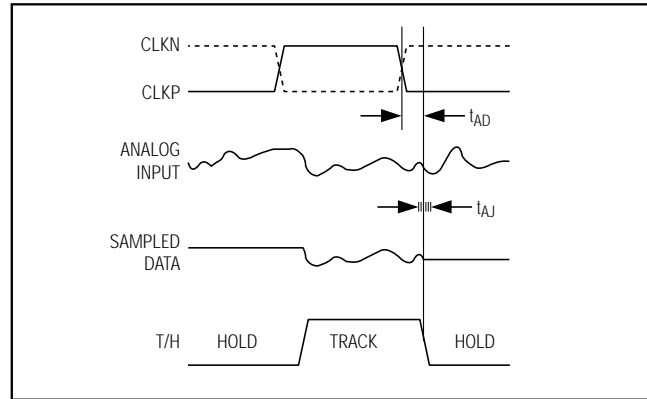 CLKN
CLKP
tAD
ANALOG
INPUT
tAJ
SAMPLED
DATA
T/H
HOLD
TRACK
HOLD